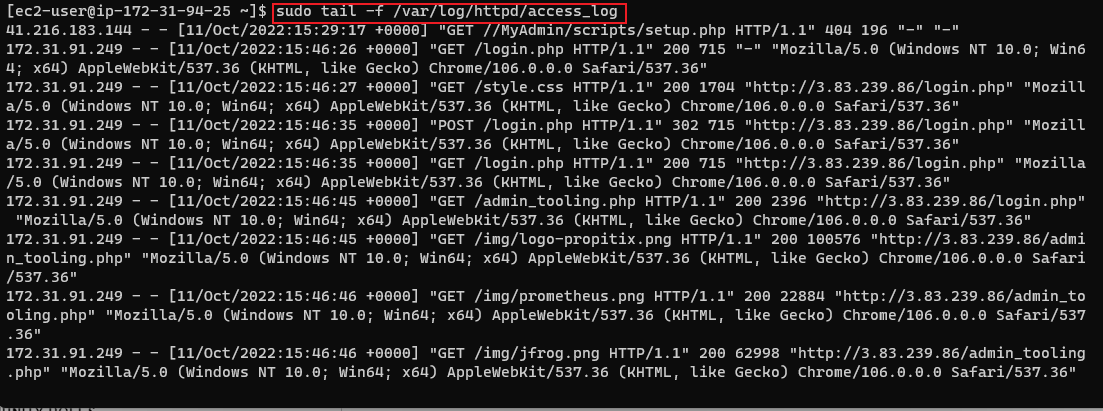 [ec2-user@ip-172-31-94-25 ~]$ sudo tail -f /var/log/httpd/access_log
41.216.183.144 - - [11/Oct/2022:15:29:17 +0000] "GET //MyAdmin/scripts/setup.php HTTP/1.1" 404 196 "-" "-"
172.31.91.249 - - [11/Oct/2022:15:46:26 +0000] "GET /login.php HTTP/1.1" 200 715 "-" "Mozilla/5.0 (Windows NT 10.0; Win6
4; x64) AppleWebKit/537.36 (KHTML, like Gecko) Chrome/106.0.0.0 Safari/537.36"
172.31.91.249 - - [11/Oct/2022:15:46:27 +0000] "GET /style.css HTTP/1.1" 200 1704 "http://3.83.239.86/login.php" "Mozill
a/5.0 (Windows NT 10.0; Win64; x64) AppleWebKit/537.36 (KHTML, like Gecko) Chrome/106.0.0.0 Safari/537.36"
172.31.91.249 - - [11/Oct/2022:15:46:35 +0000] "POST /login.php HTTP/1.1" 302 715 "http://3.83.239.86/login.php" "Mozill
a/5.0 (Windows NT 10.0; Win64; x64) AppleWebKit/537.36 (KHTML, like Gecko) Chrome/106.0.0.0 Safari/537.36"
172.31.91.249 - - [11/Oct/2022:15:46:35 +0000] "GET /login.php HTTP/1.1" 200 715 "http://3.83.239.86/login.php" "Mozilla
/5.0 (Windows NT 10.0; Win64; x64) AppleWebKit/537.36 (KHTML, like Gecko) Chrome/106.0.0.0 Safari/537.36"
172.31.91.249 - - [11/Oct/2022:15:46:45 +0000] "GET /admin_tooling.php HTTP/1.1" 200 2396 "http://3.83.239.86/login.php"
"Mozilla/5.0 (Windows NT 10.0; Win64; x64) AppleWebKit/537.36 (KHTML, like Gecko) Chrome/106.0.0.0 Safari/537.36"
172.31.91.249 - - [11/Oct/2022:15:46:45 +0000] "GET /img/logo-propitix.png HTTP/1.1" 200 100576 "http://3.83.239.86/admi
n_tooling.php" "Mozilla/5.0 (Windows NT 10.0; Win64; x64) AppleWebKit/537.36 (KHTML, like Gecko) Chrome/106.0.0.0 Safari
/537.36"
172.31.91.249 - - [11/Oct/2022:15:46:46 +0000] "GET /img/prometheus.png HTTP/1.1" 200 22884 "http://3.83.239.86/admin_to
oling.php" "Mozilla/5.0 (Windows NT 10.0; Win64; x64) AppleWebKit/537.36 (KHTML, like Gecko) Chrome/106.0.0.0 Safari/537
.36"
172.31.91.249 - - [11/Oct/2022:15:46:46 +0000] "GET /img/jfrog.png HTTP/1.1" 200 62998 "http://3.83.239.86/admin_tooling
.php" "Mozilla/5.0 (Windows NT 10.0; Win64; x64) AppleWebKit/537.36 (KHTML, like Gecko) Chrome/106.0.0.0 Safari/537.36"